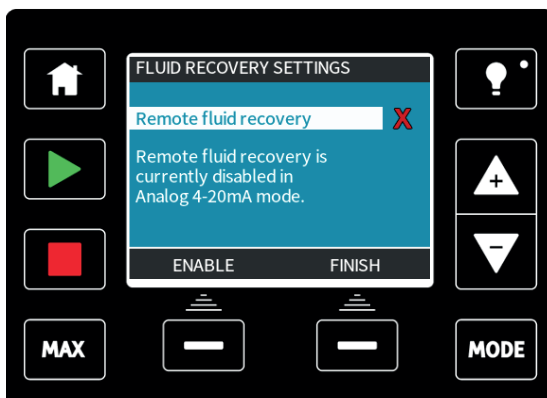 FLUID RECOVERY SETTINGS
Remote fluid recovery X
Remote fluid recovery is
currently disabled in
Analog 4-20mA mode.
ENABLE FINISH
MAX
MODE